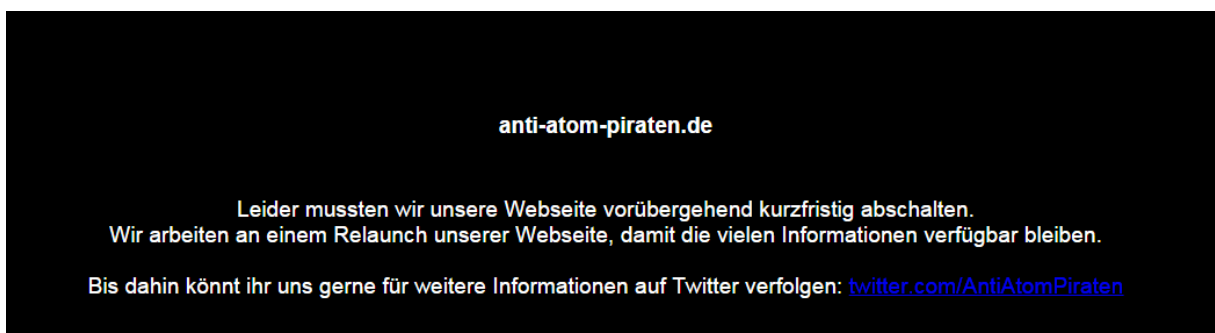 anti-atom-piraten.de
Leider mussten wir unsere Webseite vorübergehend kurzfristig abschalten.
Wir arbeiten an einem Relaunch unserer Webseite, damit die vielen Informationen verfügbar bleiben.
Bis dahin könnt ihr uns gerne für weitere Informationen auf Twitter verfolgen: twitter.com/AntiAtomPiraten